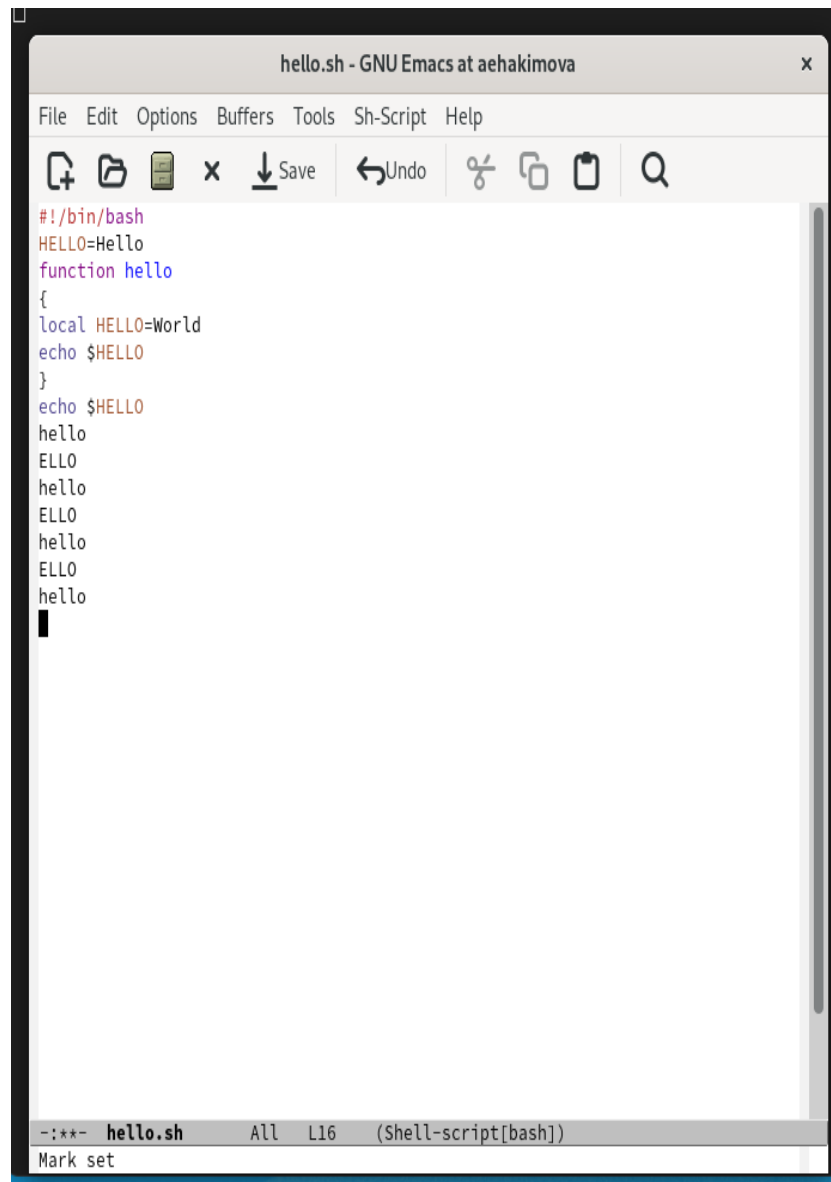 hello.sh - GNU Emacs at aehakimova
File Edit Options Buffers Tools Sh-Script Help
Save Undo
#!/bin/bash
HELLO=Hello
function hello
{
local HELLO=World
echo $HELLO
}
echo $HELLO
hello
ELLO
hello
ELLO
hello
ELLO
hello
-:**- hello.sh All L16 (Shell-script[bash])
Mark set